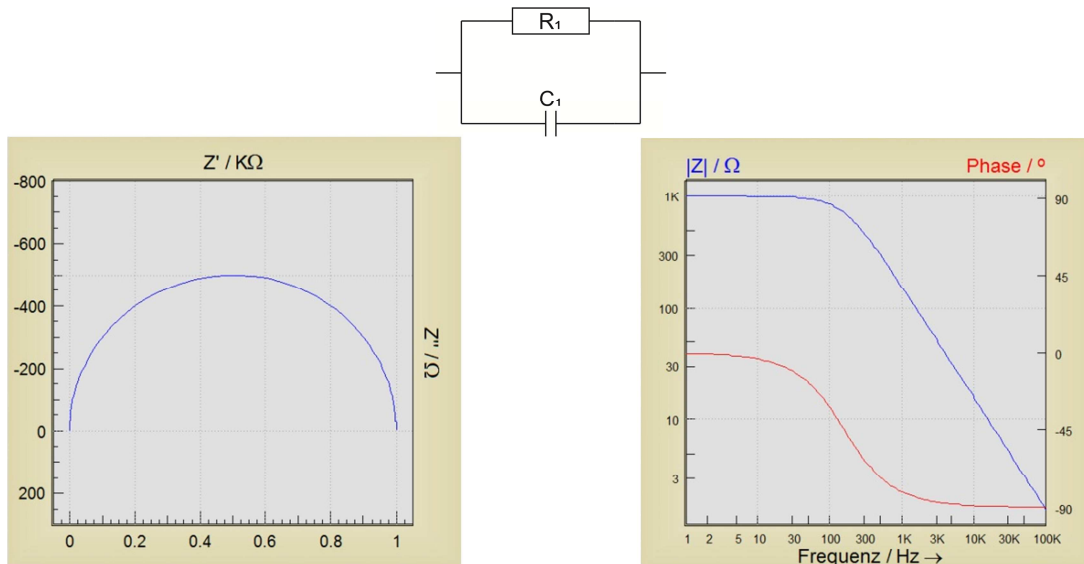 R₁
C₁
Z' / KΩ
-800
-600
-400
-200
0
200
0 0.2 0.4 0.6 0.8 1
Z'' / Ω
|Z| / Ω Phase / º
1K
300
100
30
10
3
90
45
0
-45
-90
1 2 5 10 30 100 300 1K 3K 10K 30K 100K
Frequenz / Hz →